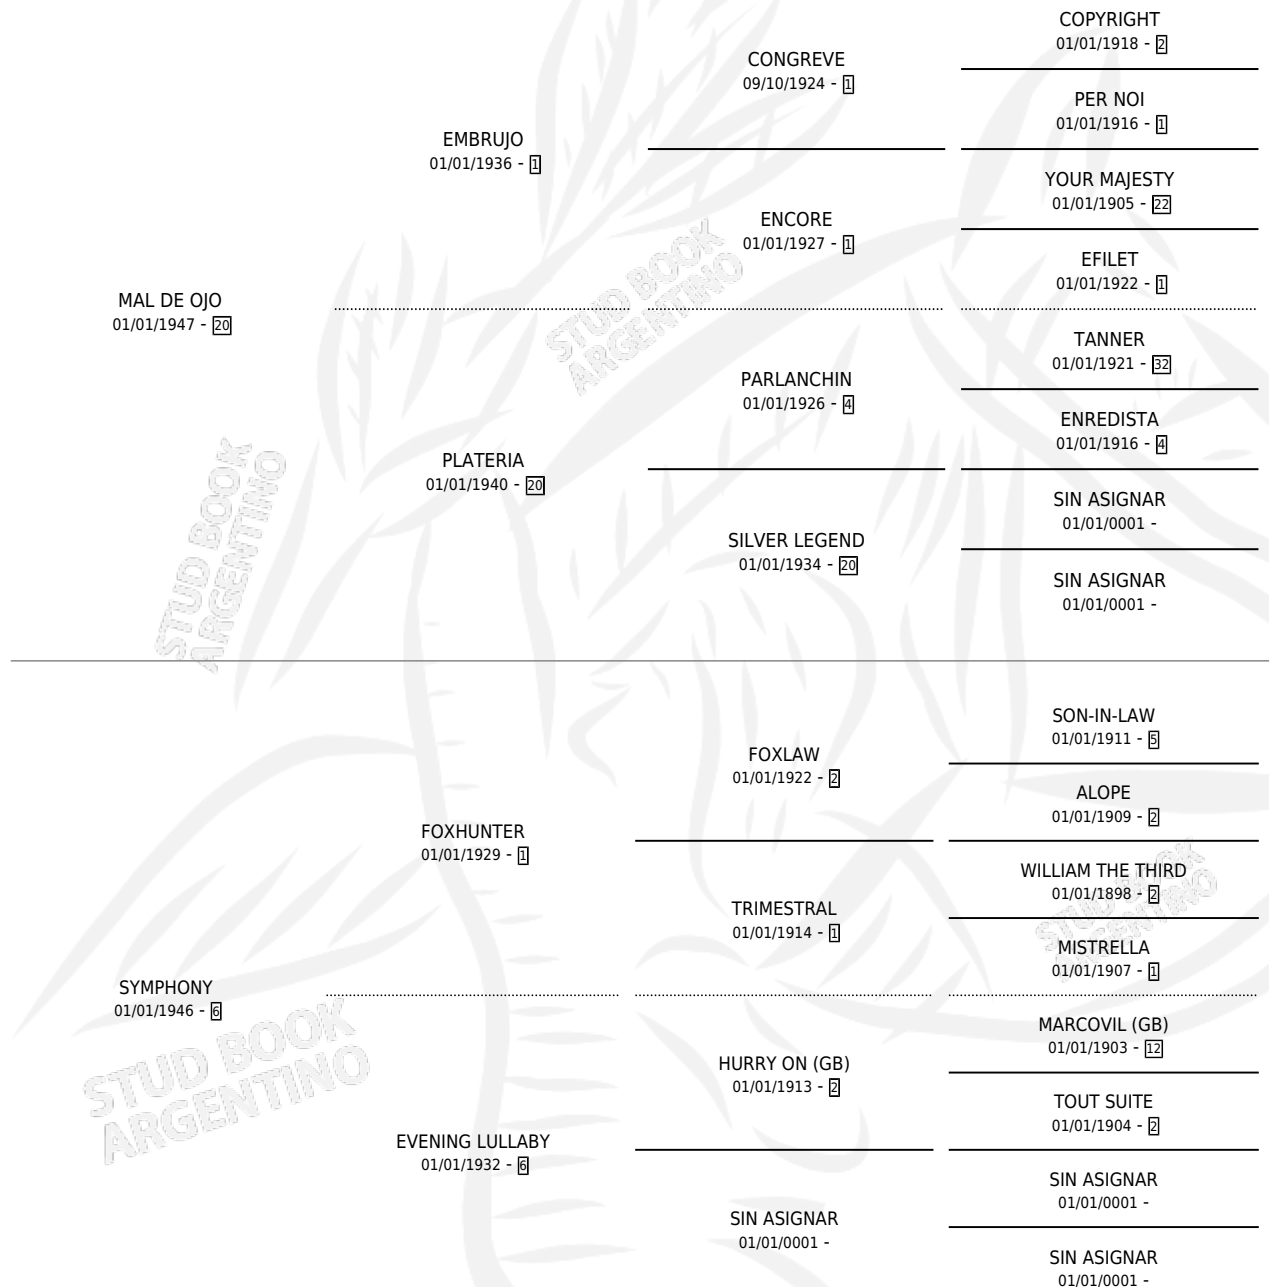 COPYRIGHT
01/01/1918 - 2
CONGREVE
09/10/1924 - 1
PER NOI
01/01/1916 - 1
EMBRUJO
01/01/1936 - 1
YOUR MAJESTY
01/01/1905 - 22
ENCORE
01/01/1927 - 1
EFILET
01/01/1922 - 1
MAL DE OJO
01/01/1947 - 20
TANNER
01/01/1921 - 32
PARLANCHIN
01/01/1926 - 4
ENREDISTA
01/01/1916 - 4
PLATERIA
01/01/1940 - 20
SIN ASIGNAR
01/01/0001 -
SILVER LEGEND
01/01/1934 - 20
SIN ASIGNAR
01/01/0001 -
STUD BOOK
ARGENTINO
STUD BOOK
ARGENTINO
SON-IN-LAW
01/01/1911 - 5
FOXLAW
01/01/1922 - 2
ALOPE
01/01/1909 - 2
FOXHUNTER
01/01/1929 - 1
WILLIAM THE THIRD
01/01/1898 - 2
TRIMESTRAL
01/01/1914 - 1
MISTRELLA
01/01/1907 - 1
SYMPHONY
01/01/1946 - 6
MARCOVIL (GB)
01/01/1903 - 12
HURRY ON (GB)
01/01/1913 - 2
TOUT SUITE
01/01/1904 - 2
EVENING LULLABY
01/01/1932 - 6
SIN ASIGNAR
01/01/0001 -
SIN ASIGNAR
01/01/0001 -
SIN ASIGNAR
01/01/0001 -
STUD BOOK
ARGENTINO
STUD BOOK
ARGENTINO